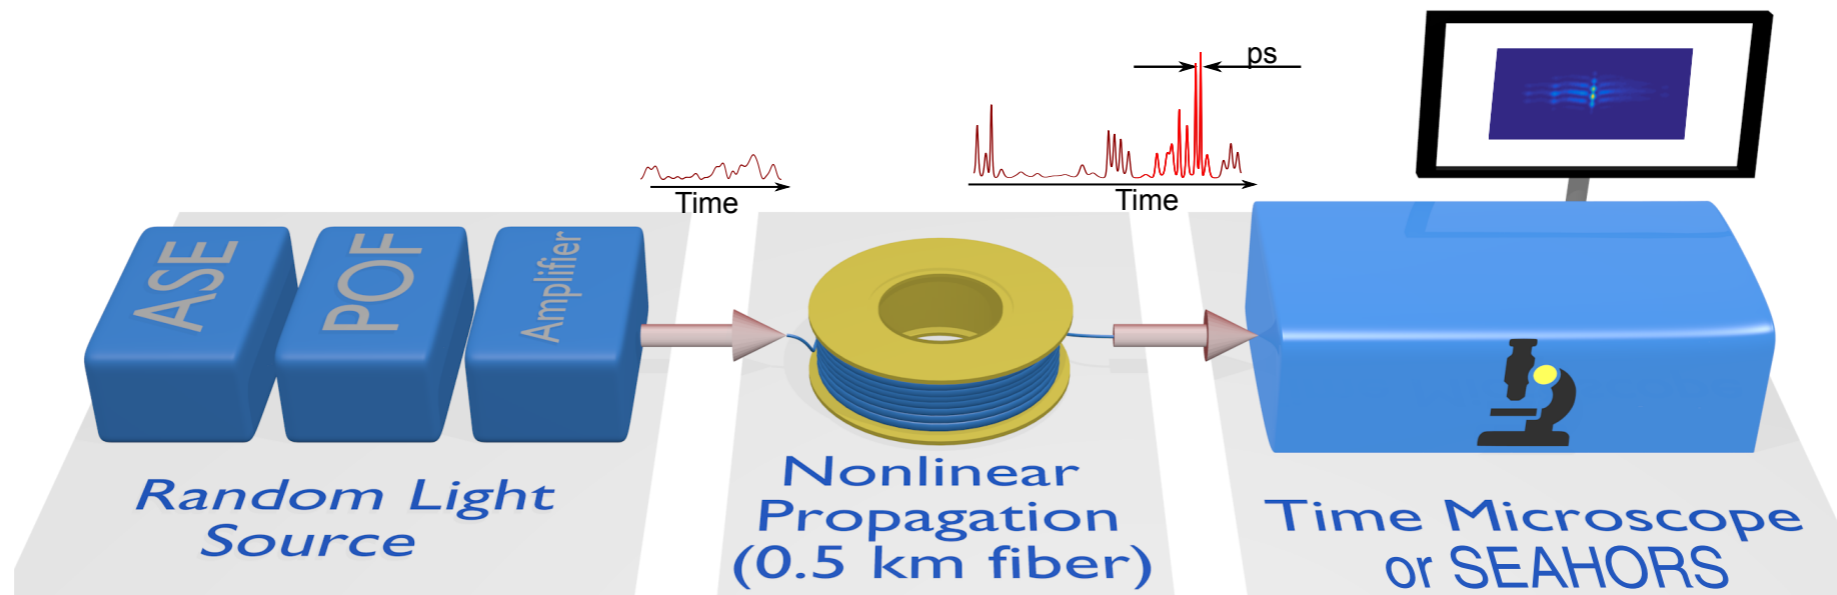 ps
Time
Time
ASE
POF
Amplifier
Random Light
Source
Nonlinear
Propagation
(0.5 km fiber)
Time Microscope
or SEAHORS